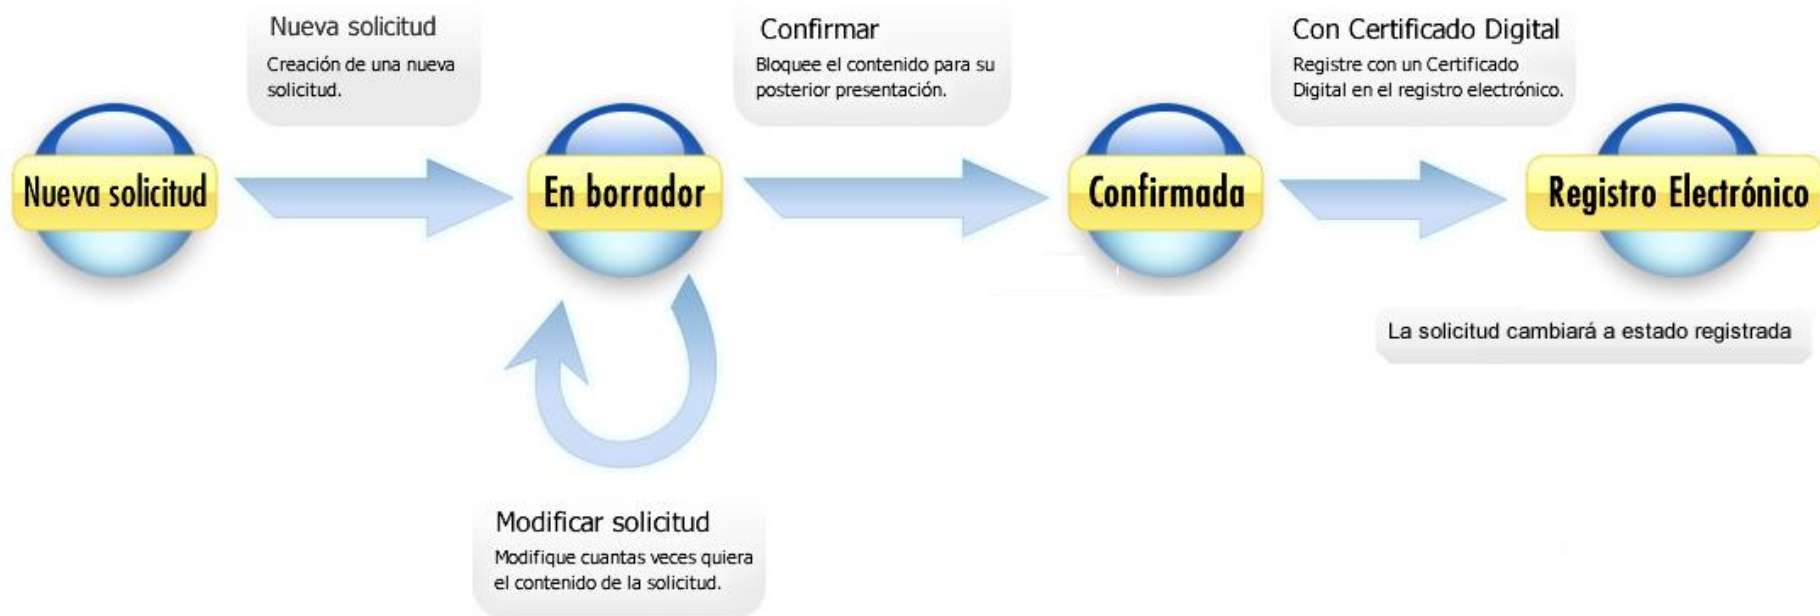 Nueva solicitud
Creación de una nueva
solicitud.
Confirmar
Bloquee el contenido para su
posterior presentación.
Con Certificado Digital
Registre con un Certificado
Digital en el registro electrónico.
Nueva solicitud
En borrador
Confirmada
Registro Electrónico
La solicitud cambiará a estado registrada
Modificar solicitud
Modifique cuantas veces quiera
el contenido de la solicitud.